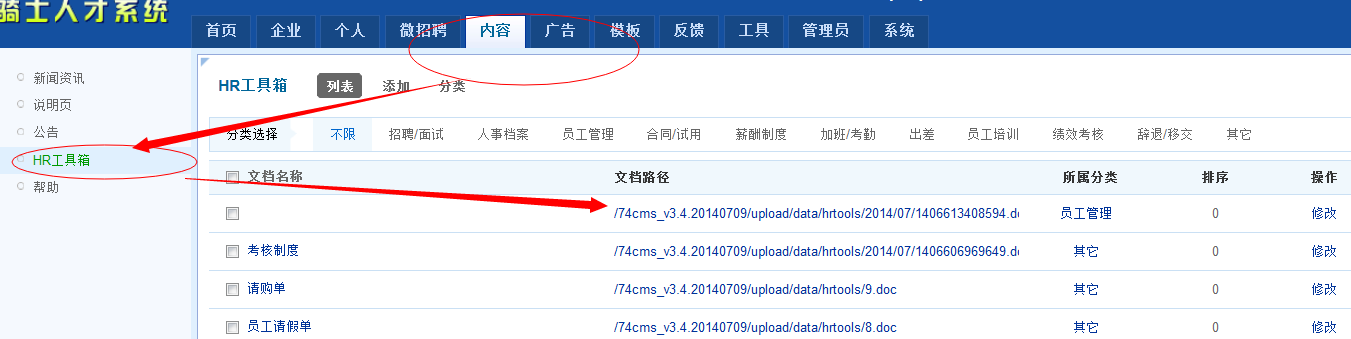 骑士人才系统
首页 企业 个人 微招聘 内容 广告 模板 反馈 工具 管理员 系统
新闻资讯
说明页
公告
HR工具箱
帮助
HR工具箱 列表 添加 分类
分类选择 不限 招聘/面试 人事档案 员工管理 合同/试用 薪酬制度 加班/考勤 出差 员工培训 绩效考核 辞退/移交 其它
文档名称 文档路径 所属分类 排序 操作
/74cms_v3.4.20140709/upload/data/hrtools/2014/07/1406613408594.do 员工管理 0 修改
考核制度 /74cms_v3.4.20140709/upload/data/hrtools/2014/07/1406606969649.do 其它 0 修改
请购单 /74cms_v3.4.20140709/upload/data/hrtools/9.doc 其它 0 修改
员工请假单 /74cms_v3.4.20140709/upload/data/hrtools/8.doc 其它 0 修改